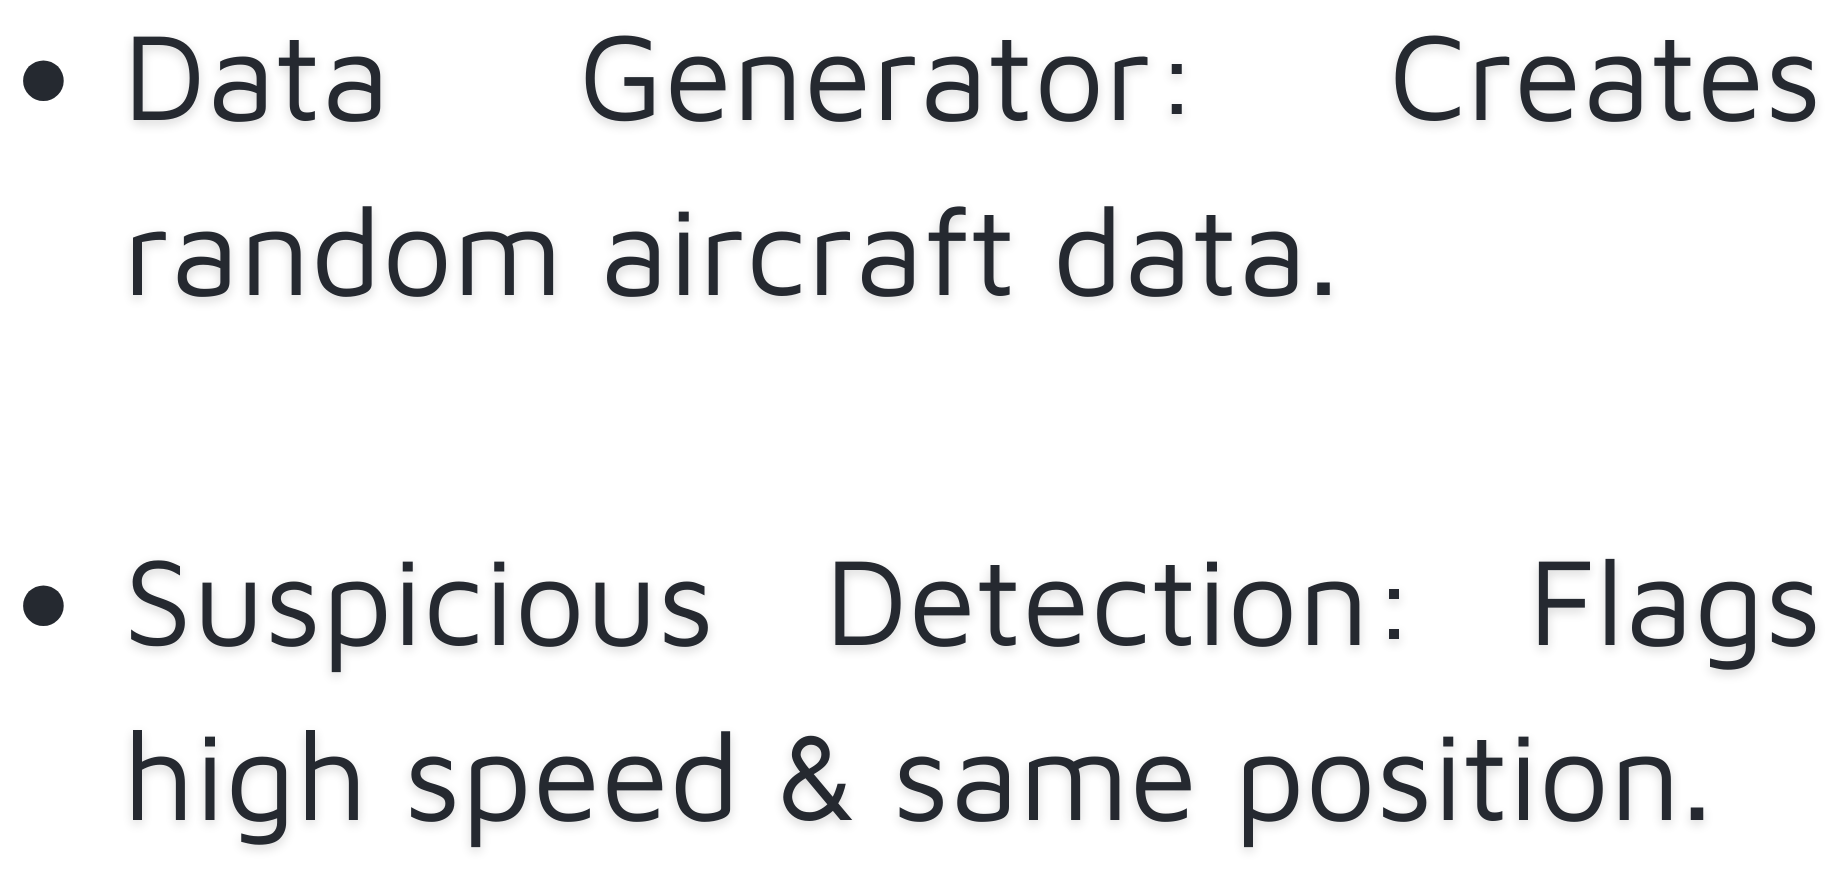 • Data Generator: Creates
random aircraft data.
• Suspicious Detection: Flags
high speed & same position.